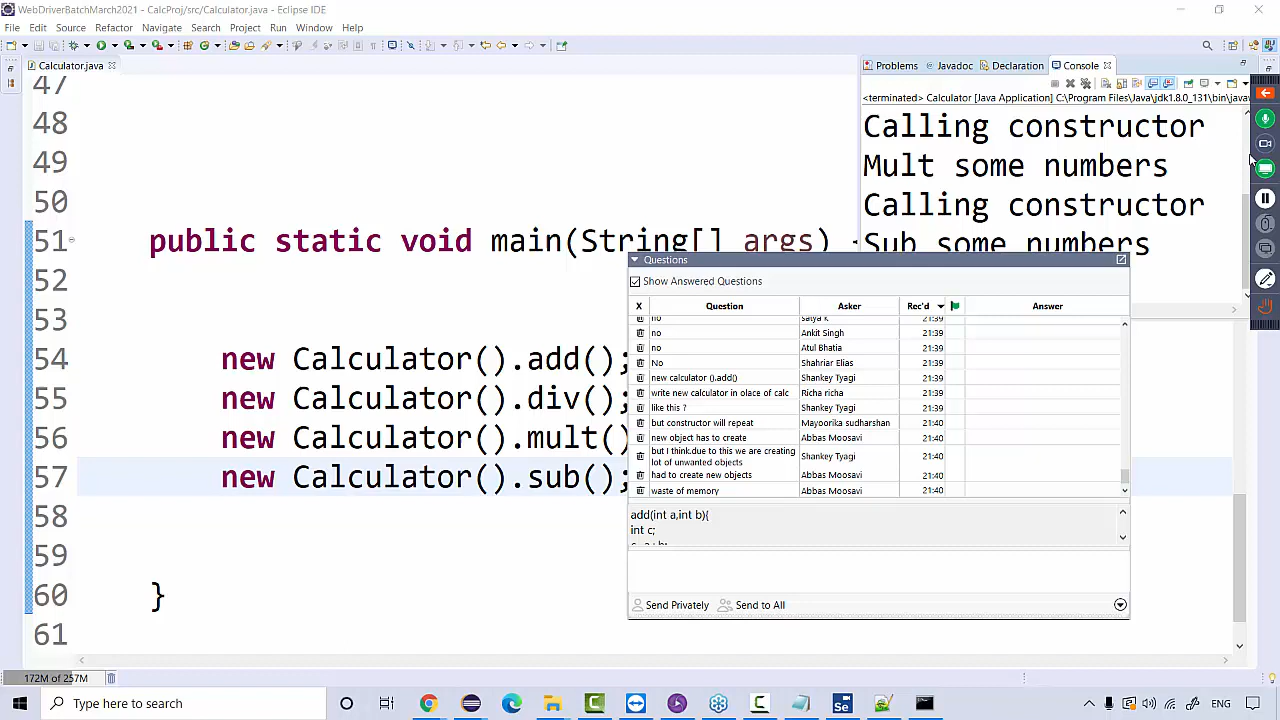 WebDriverBatchMarch2021 - CalcProj/src/Calculator.java - Eclipse IDE
File Edit Source Refactor Navigate Search Project Run Window Help
Calculator.java
Problems Javadoc Declaration Console
<terminated> Calculator [Java Application] C:\Program Files\Java\jdk1.8.0_131\bin\javaw
Calling constructor
Mult some numbers
Calling constructor
Sub some numbers
47
48
49
50
51 public static void main(String[] args) {
52
53
54 new Calculator().add();
55 new Calculator().div();
56 new Calculator().mult()
57 new Calculator().sub();
58
59
60 }
61
Questions
Show Answered Questions
X Question Asker Rec'd Answer
no satya k 21:39
no Ankit Singh 21:39
no Atul Bhatia 21:39
No Shahriar Elias 21:39
new calculator ().add() Shankey Tyagi 21:39
write new calculator in olace of calc Richa richa 21:39
like this ? Shankey Tyagi 21:39
but constructor will repeat Mayoorika sudharshan 21:40
new object has to create Abbas Moosavi 21:40
but I think.due to this we are creating
lot of unwanted objects Shankey Tyagi 21:40
had to create new objects Abbas Moosavi 21:40
waste of memory Abbas Moosavi 21:40
add(int a,int b){
int c;
Send Privately Send to All
172M of 257M
Type here to search
Se
ENG